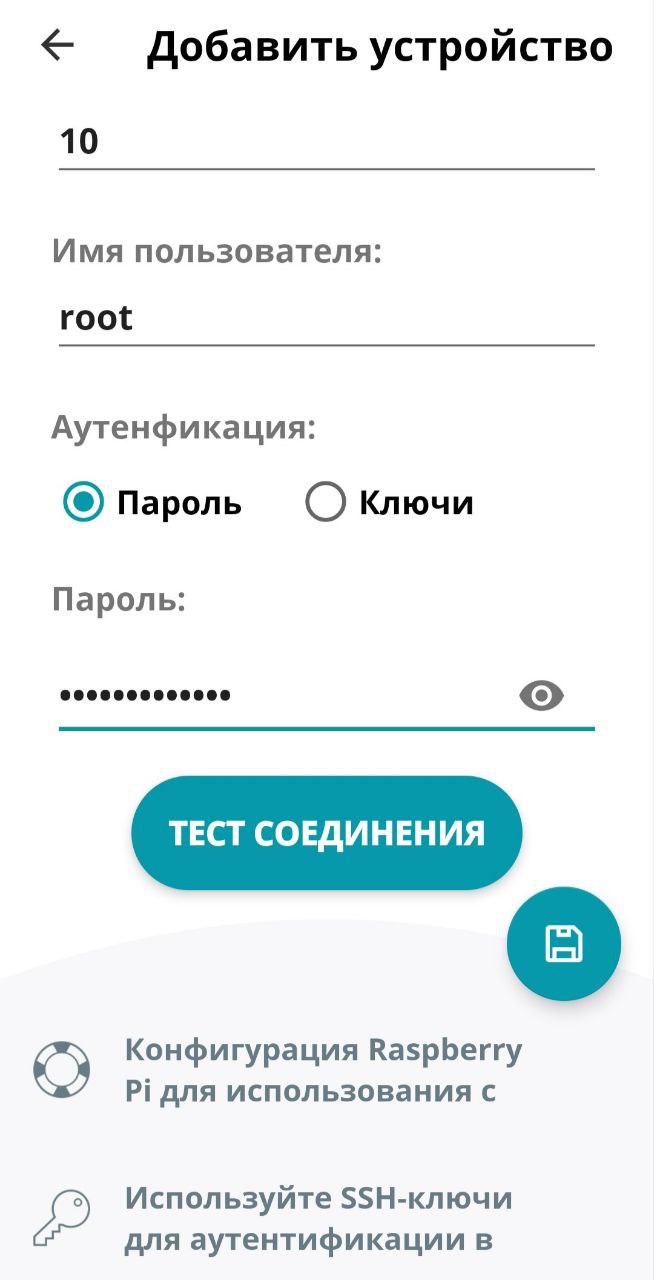 Добавить устройство
10
Имя пользователя:
root
Аутенфикация:
Пароль
Ключи
Пароль:
•••••••••••••
ТЕСТ СОЕДИНЕНИЯ
Конфигурация Raspberry
Pi для использования с
Используйте SSH-ключи
для аутентификации в